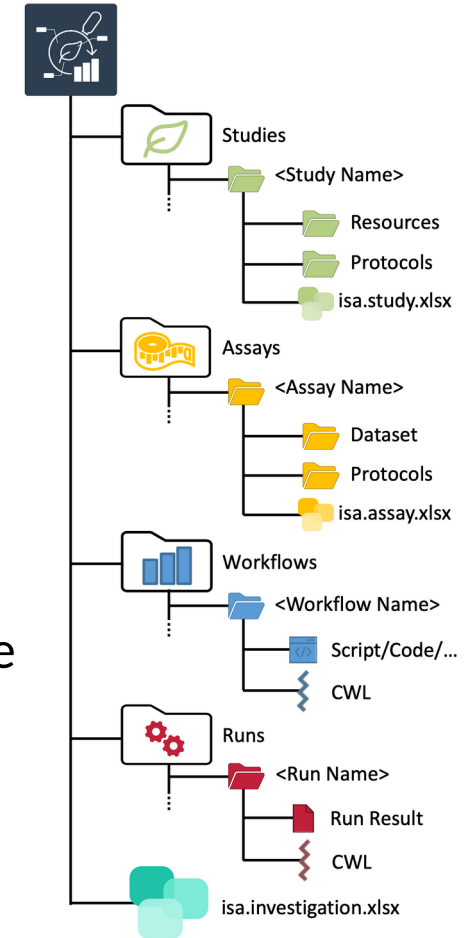 Studies
<Study Name>
Resources
Protocols
isa.study.xlsx
Assays
<Assay Name>
Dataset
Protocols
isa.assay.xlsx
Workflows
<Workflow Name>
e
Script/Code/...
</>
CWL
Runs
<Run Name>
Run Result
CWL
isa.investigation.xlsx